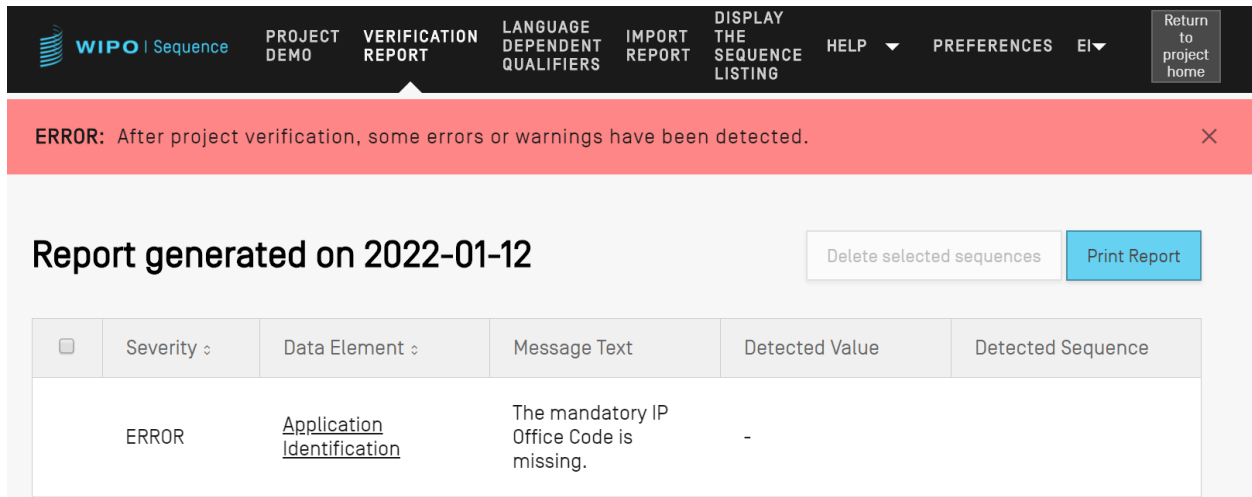 WIPO | Sequence
PROJECT
DEMO
VERIFICATION
REPORT
LANGUAGE
DEPENDENT
QUALIFIERS
IMPORT
REPORT
DISPLAY
THE
SEQUENCE
LISTING
HELP
PREFERENCES
EI
Return
to
project
home
ERROR: After project verification, some errors or warnings have been detected.
Report generated on 2022-01-12
Delete selected sequences
Print Report
Severity
Data Element
Message Text
Detected Value
Detected Sequence
ERROR
Application
Identification
The mandatory IP
Office Code is
missing.
-